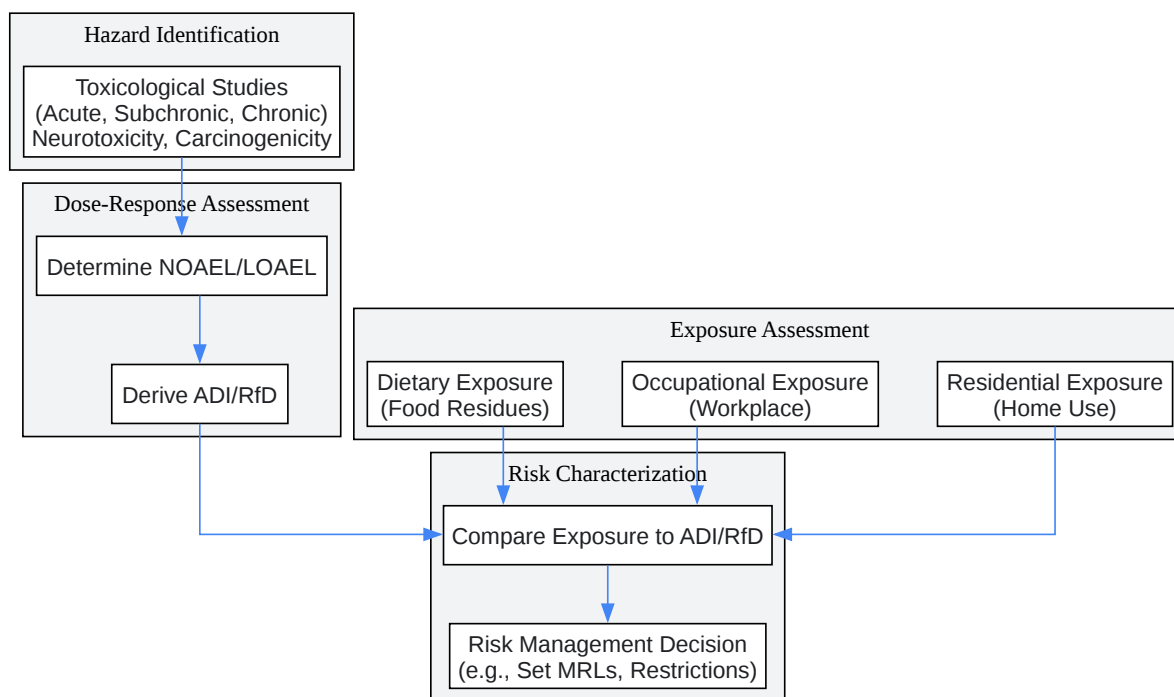 Hazard Identification
Toxicological Studies
(Acute, Subchronic, Chronic)
Neurotoxicity, Carcinogenicity
Dose-Response Assessment
Determine NOAEL/LOAEL
Derive ADI/RfD
Exposure Assessment
Dietary Exposure
(Food Residues)
Occupational Exposure
(Workplace)
Residential Exposure
(Home Use)
Risk Characterization
Compare Exposure to ADI/RfD
Risk Management Decision
(e.g., Set MRLs, Restrictions)